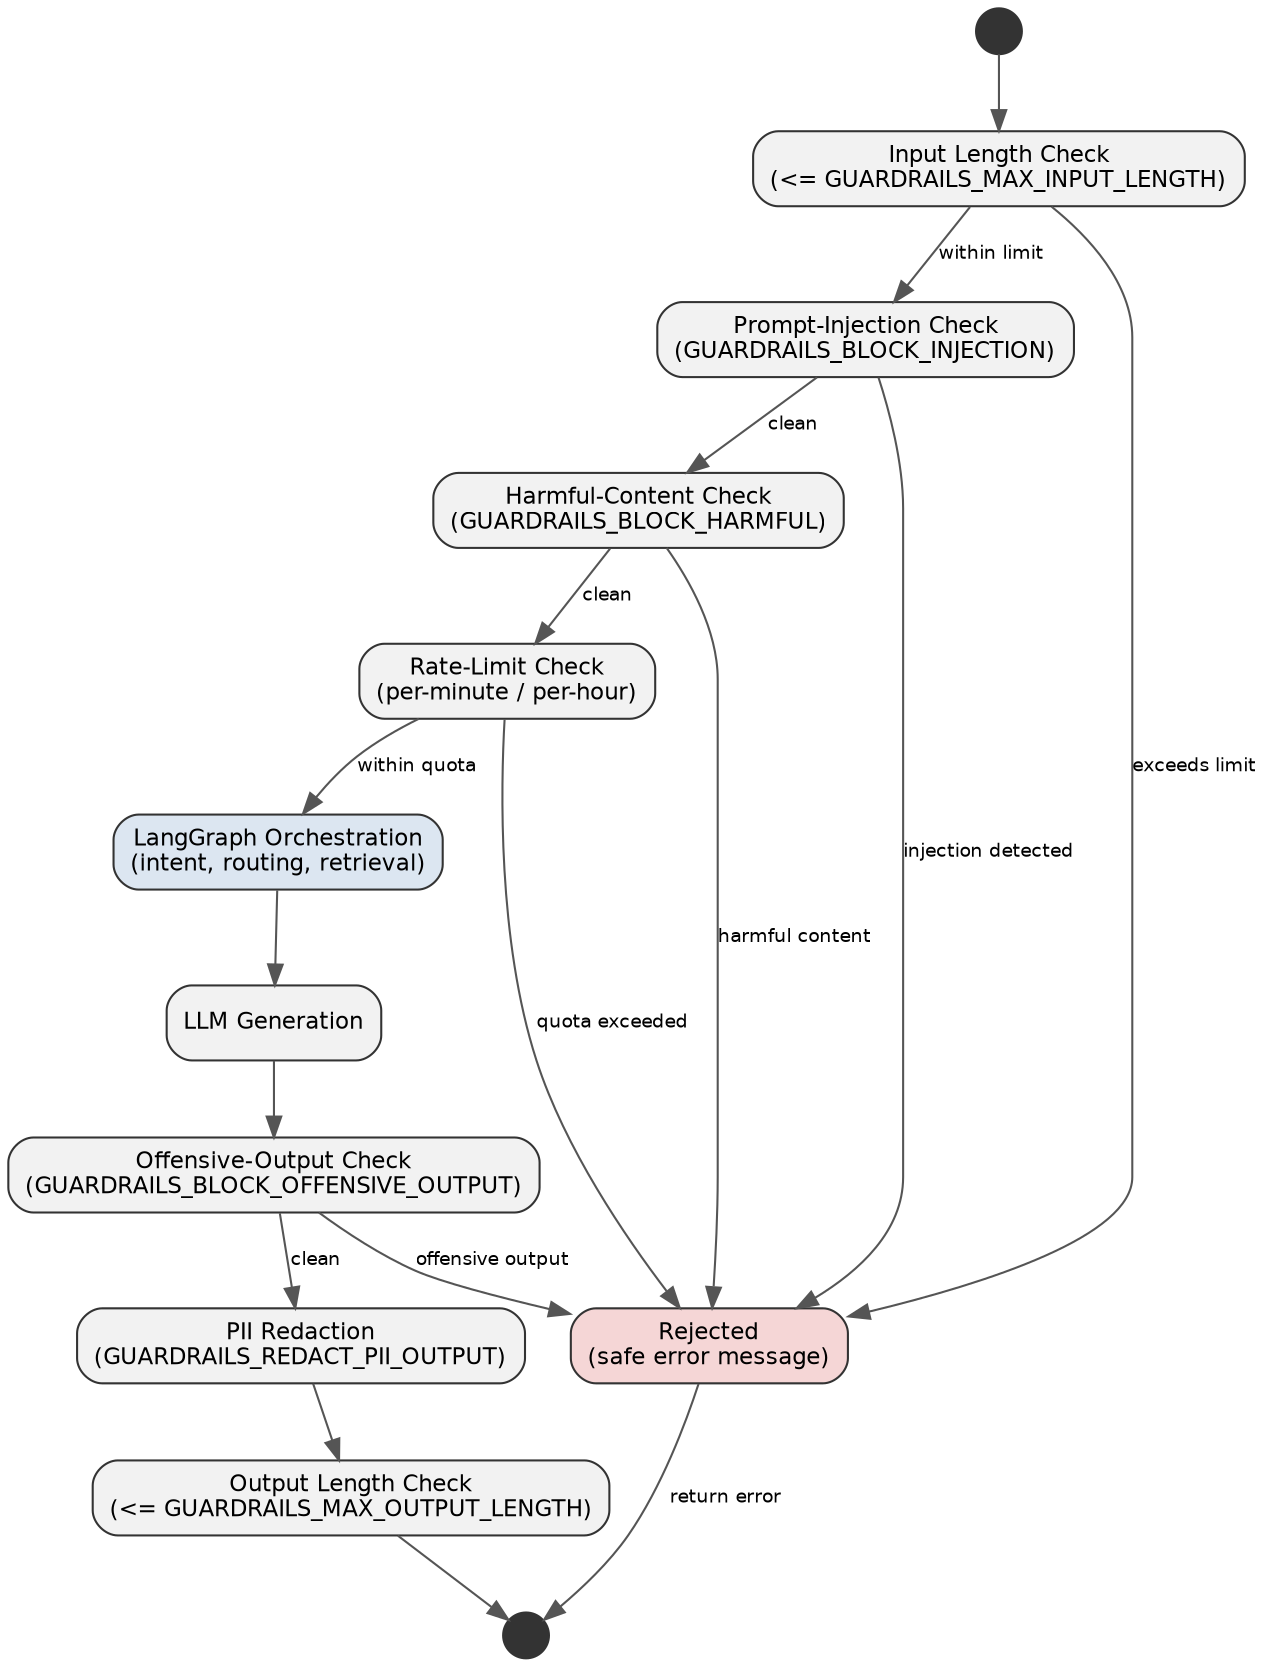 Input Length Check
(<= GUARDRAILS_MAX_INPUT_LENGTH)
within limit
Prompt-Injection Check
(GUARDRAILS_BLOCK_INJECTION)
clean
Harmful-Content Check
(GUARDRAILS_BLOCK_HARMFUL)
clean
Rate-Limit Check
(per-minute / per-hour)
within quota
exceeds limit
LangGraph Orchestration
(intent, routing, retrieval)
injection detected
harmful content
LLM Generation
quota exceeded
Offensive-Output Check
(GUARDRAILS_BLOCK_OFFENSIVE_OUTPUT)
clean
offensive output
PII Redaction
(GUARDRAILS_REDACT_PII_OUTPUT)
Rejected
(safe error message)
Output Length Check
(<= GUARDRAILS_MAX_OUTPUT_LENGTH)
return error